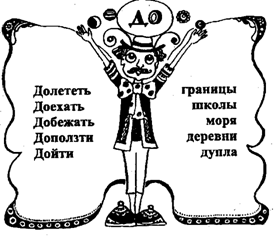 ДО
Долететь границы
Доехать школы
Добежать моря
Доползти деревни
Дойти дупла